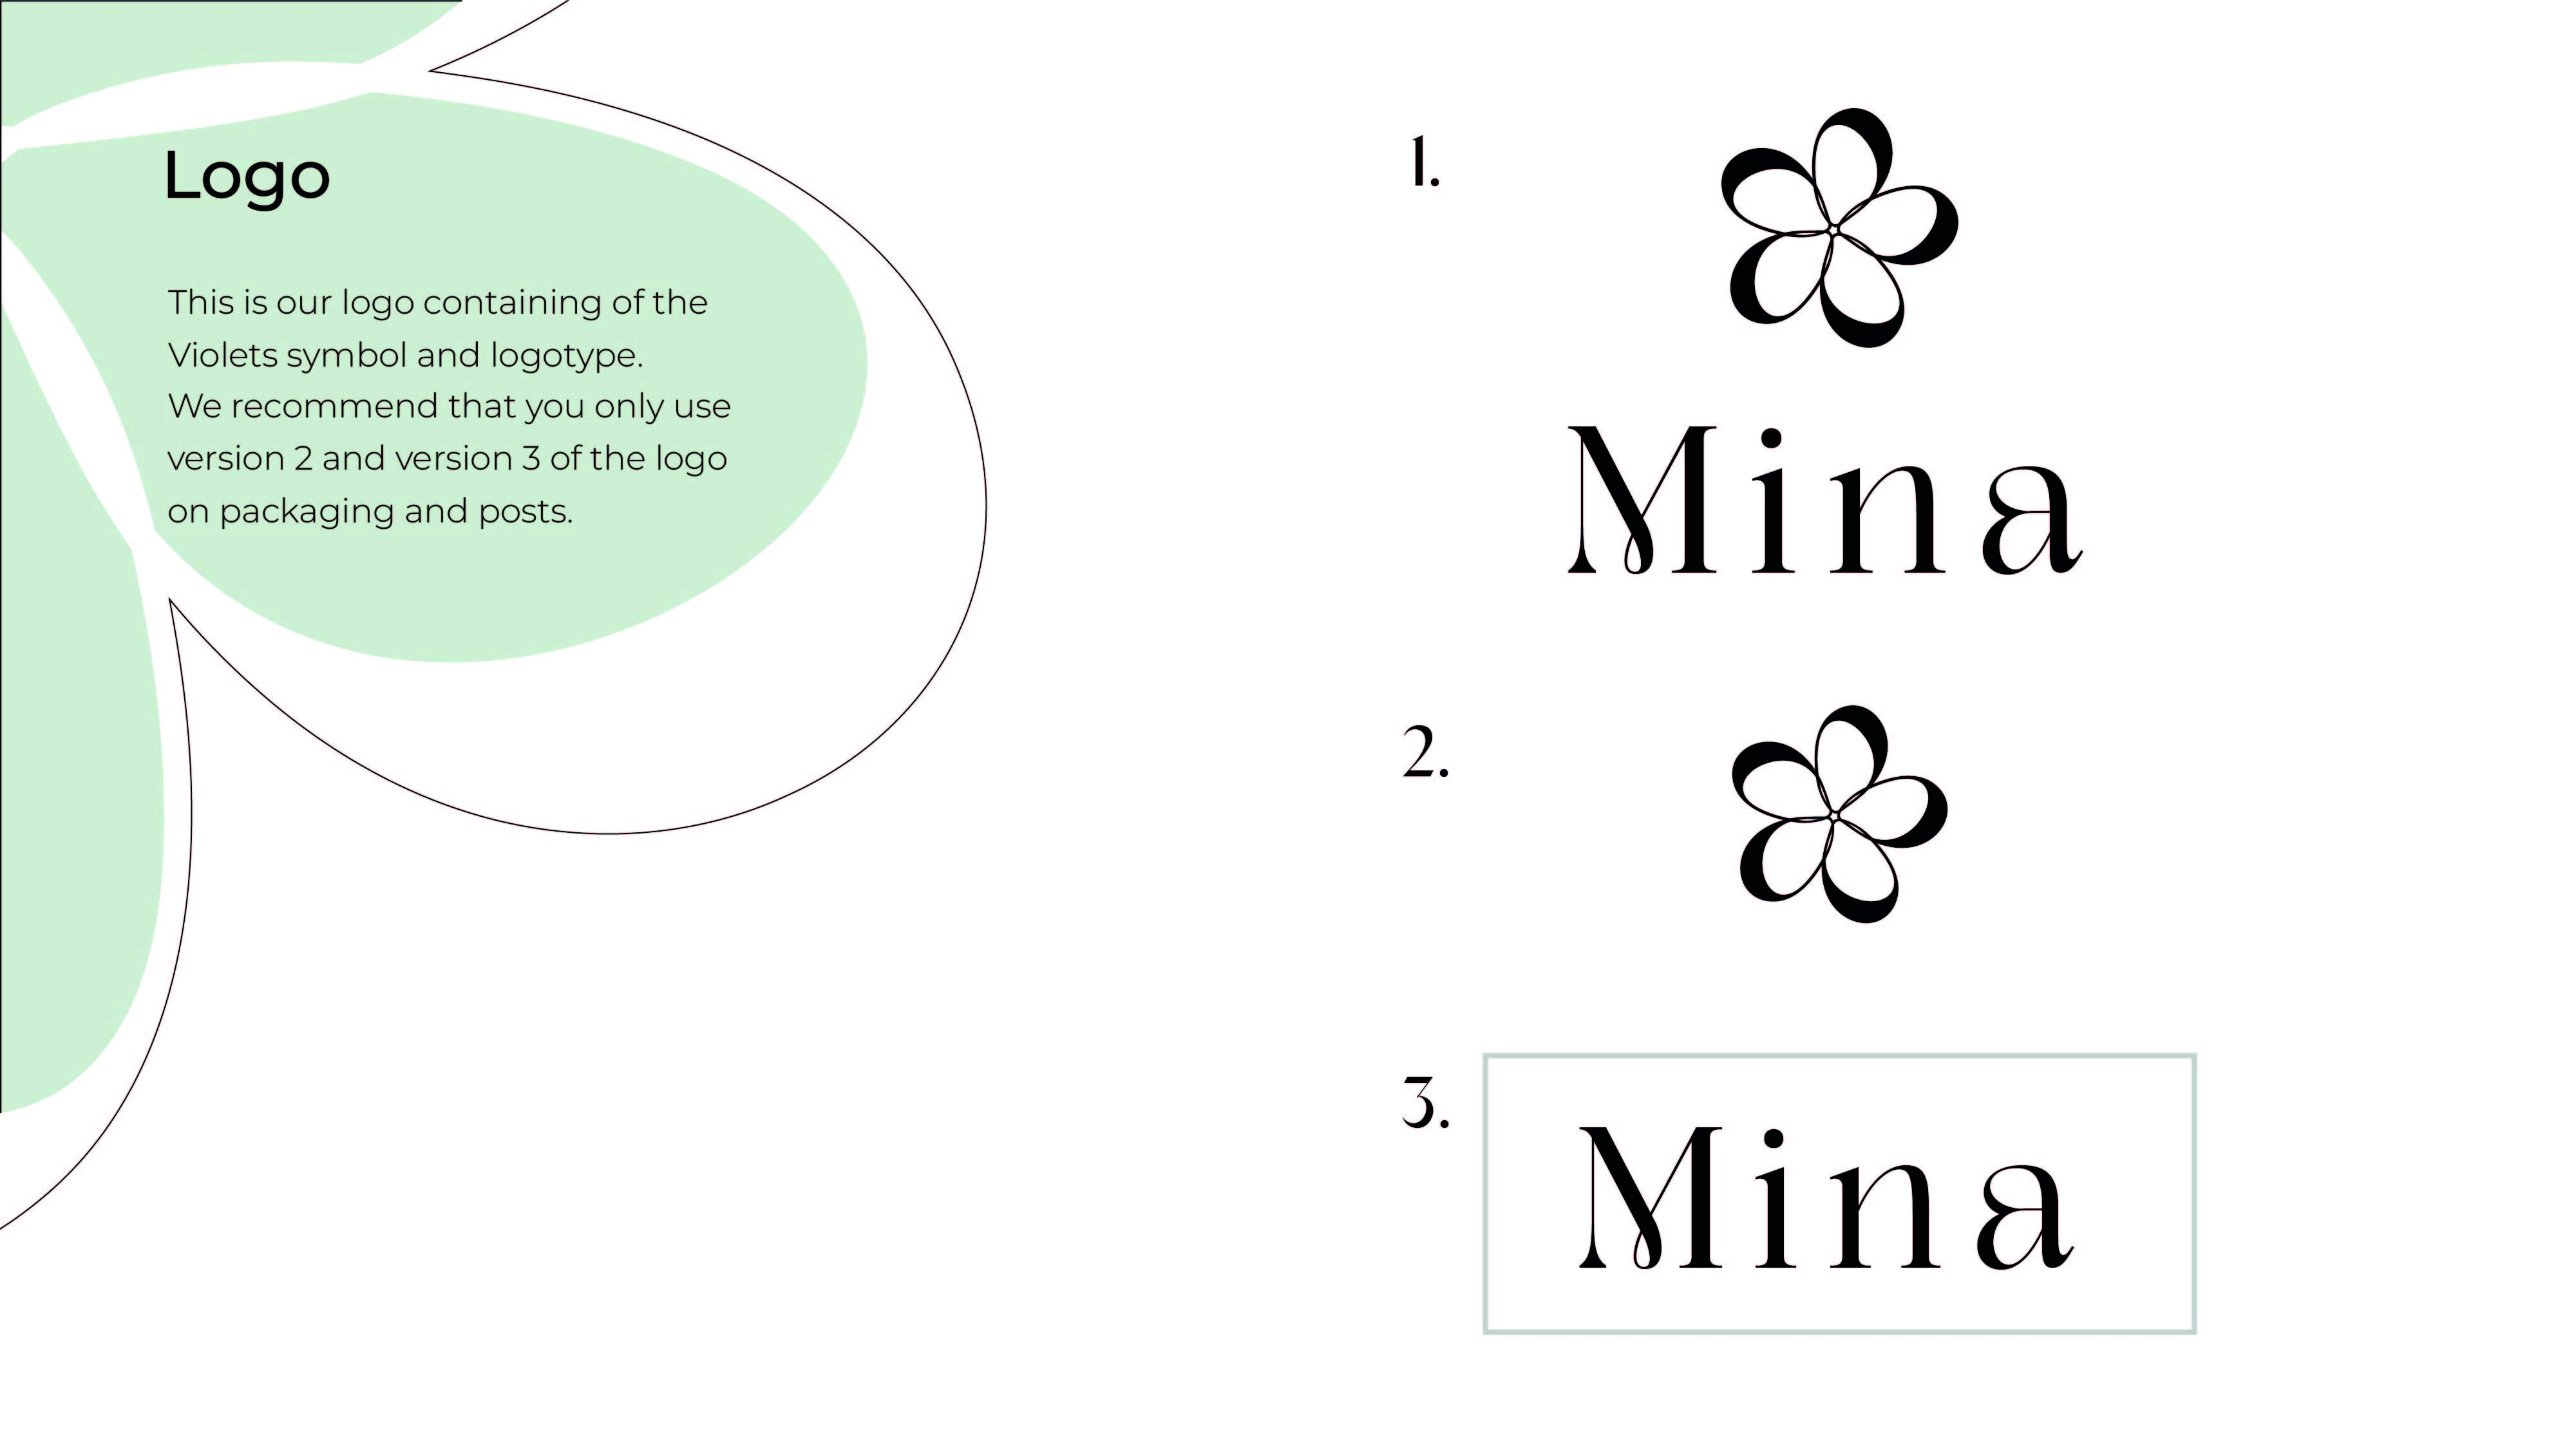 Logo
This is our logo containing of the
Violets symbol and logotype.
We recommend that you only use
version 2 and version 3 of the logo
on packaging and posts.
1.
Mina
2.
3.
Mina